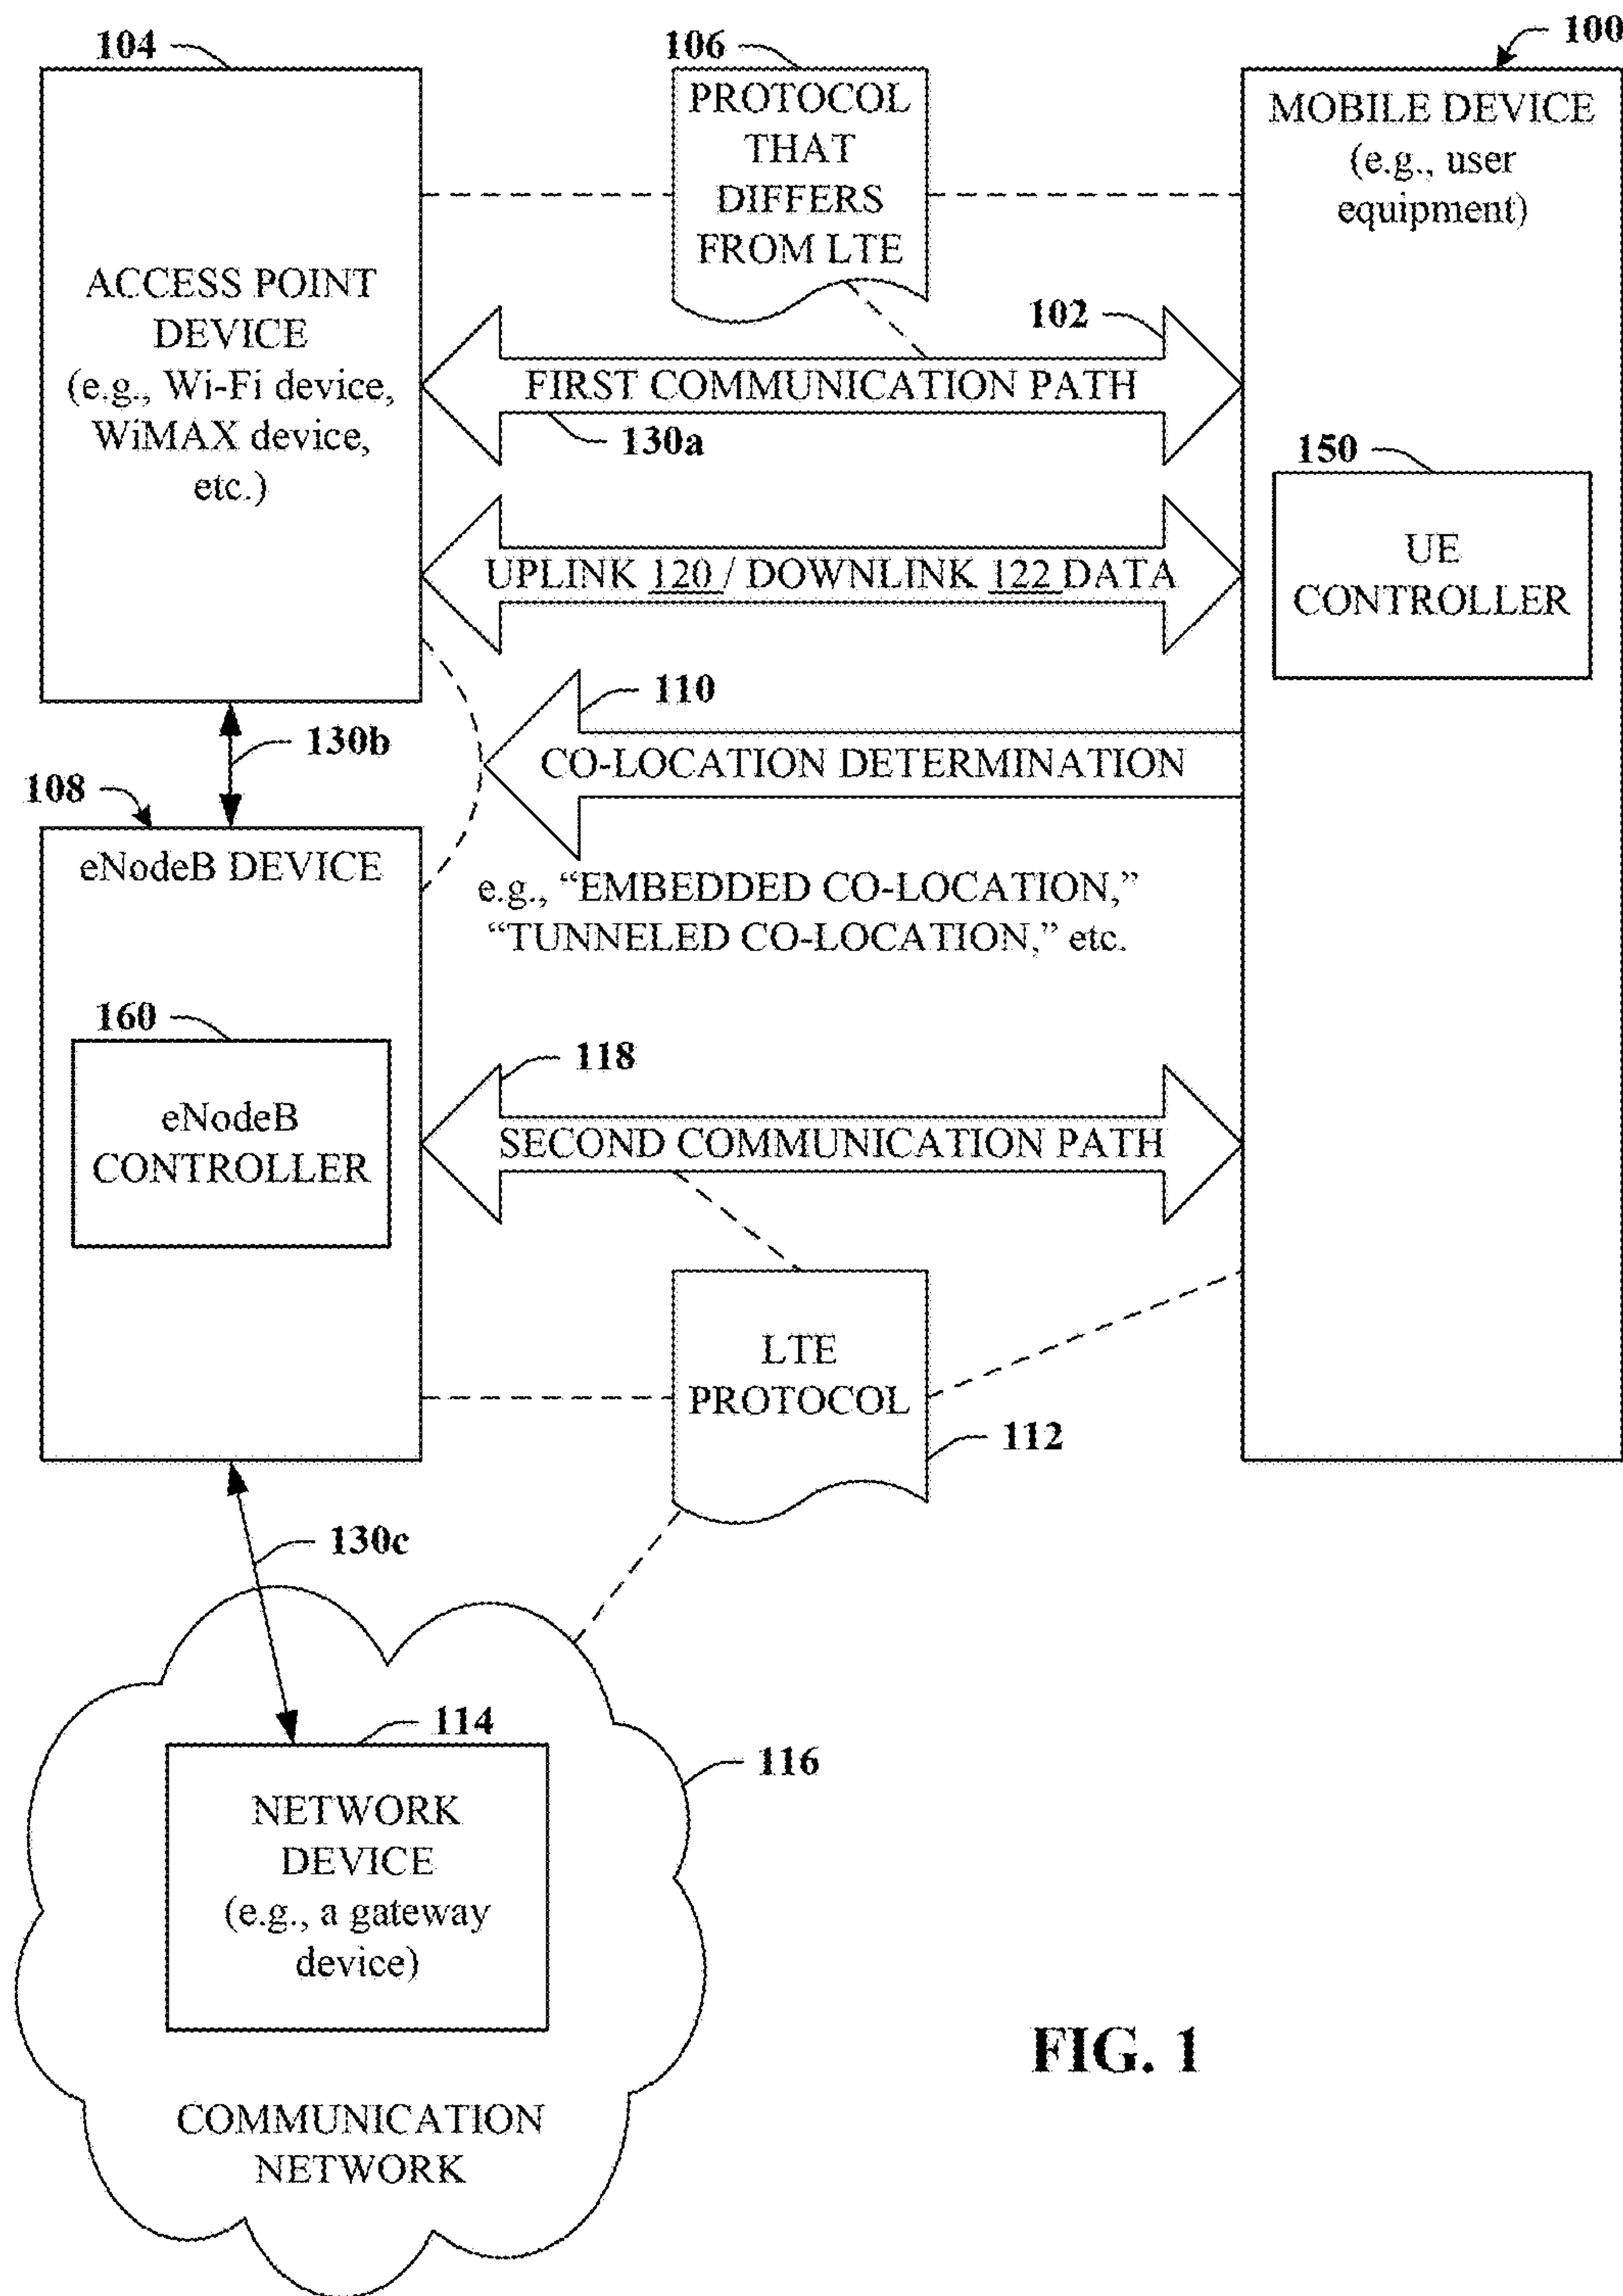 104
106
100
PROTOCOL
THAT
DIFFERS
FROM LTE
MOBILE DEVICE
(e.g., user
equipment)
ACCESS POINT
DEVICE
(e.g., Wi-Fi device,
WiMAX device,
etc.)
102
FIRST COMMUNICATION PATH
130a
150
UE
CONTROLLER
UPLINK 120 / DOWNLINK 122 DATA
110
130b
CO-LOCATION DETERMINATION
108
eNodeB DEVICE
e.g., “EMBEDDED CO-LOCATION,”
“TUNNELED CO-LOCATION,” etc.
160
118
eNodeB
CONTROLLER
SECOND COMMUNICATION PATH
LTE
PROTOCOL
112
130c
114
116
NETWORK
DEVICE
(e.g., a gateway
device)
COMMUNICATION
NETWORK
FIG. 1